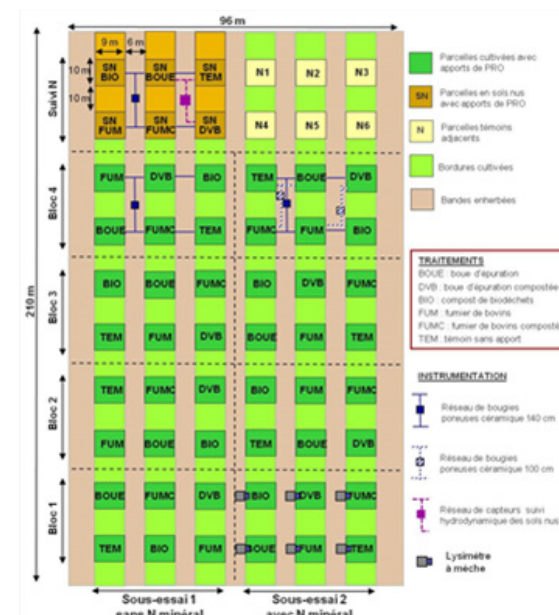 96 m
9 m 6 m
10 m
10 m
210 m
Suivi N
SN BIO
SN BOUE
SN TEM
N1 N2 N3
SN FUM
SN FUMC
SN DVB
N4 N5 N6
Bloc 4
FUM DVB BIO TEM BOUE DVB
BOUE FUMC TEM FUMC FUM BIO
Bloc 3
BIO BOUE FUMC BIO DVB FUMC
TEM FUM DVB BOUE FUM TEM
Bloc 2
TEM FUMC DVB BIO FUM FUMC
FUM BOUE BIO TEM BOUE DVB
Bloc 1
BOUE FUMC DVB BIO DVB FUMC
TEM BIO FUM BOUE FUM TEM
Sous-essai 1
sans N minéral
Sous-essai 2
avec N minéral
Parcelles cultivées avec
apports de PRO
SN
Parcelles en sols nus
avec apports de PRO
N
Parcelles témoins
adjacents
Bordures cultivées
Bandes enherbées
TRAITEMENTS
BOUE : boue d'épuration
DVB : boue d'épuration compostée
BIO : compost de biodéchets
FUM : fumier de bovins
FUMC : fumier de bovins composté
TEM : témoin sans apport
INSTRUMENTATION
Réseau de bougies
poreuses céramique 140 cm
Réseau de bougies
poreuses céramique 100 cm
Réseau de capteurs suivi
hydrodynamique des sols nus
Lysimètre
à mèche